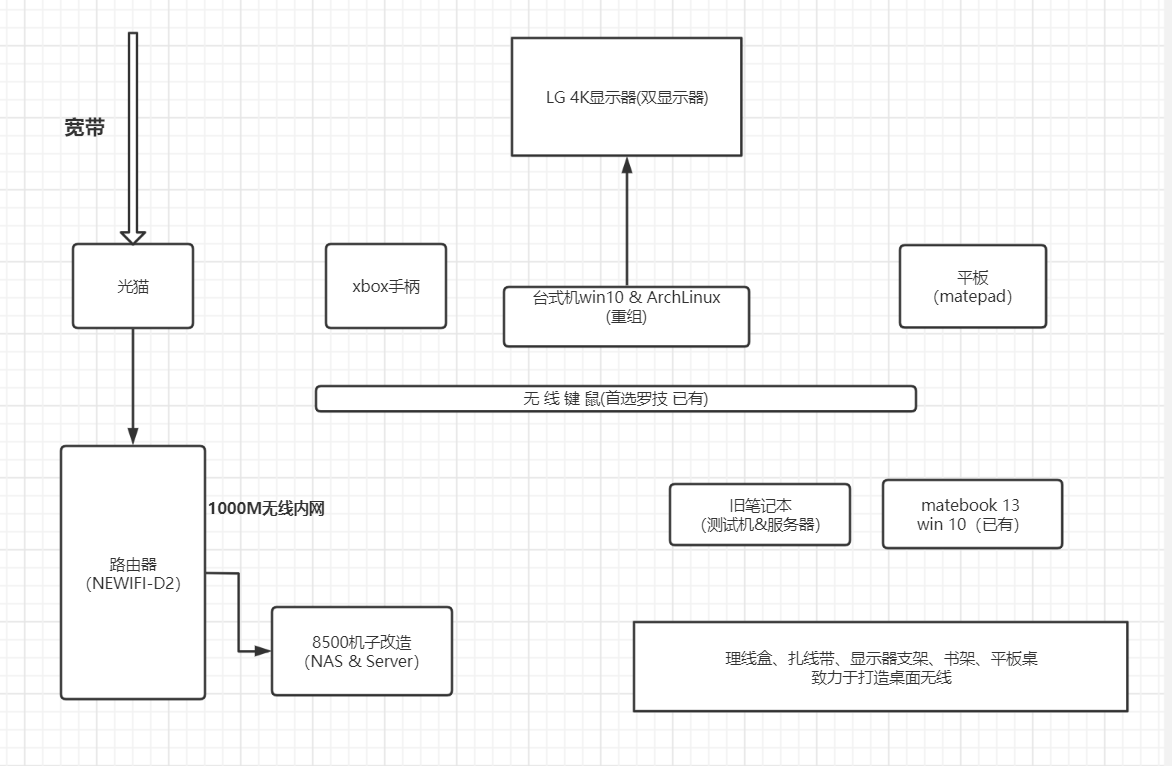 LG 4K显示器(双显示器)
宽带
光猫
xbox手柄
台式机win10 & ArchLinux
(重组)
平板
（matepad）
无 线 键 鼠(首选罗技 已有)
1000M无线内网
旧笔记本
（测试机&服务器）
matebook 13
win 10（已有）
路由器
（NEWIFI-D2）
8500机子改造
（NAS & Server）
理线盒、扎线带、显示器支架、书架、平板桌
致力于打造桌面无线